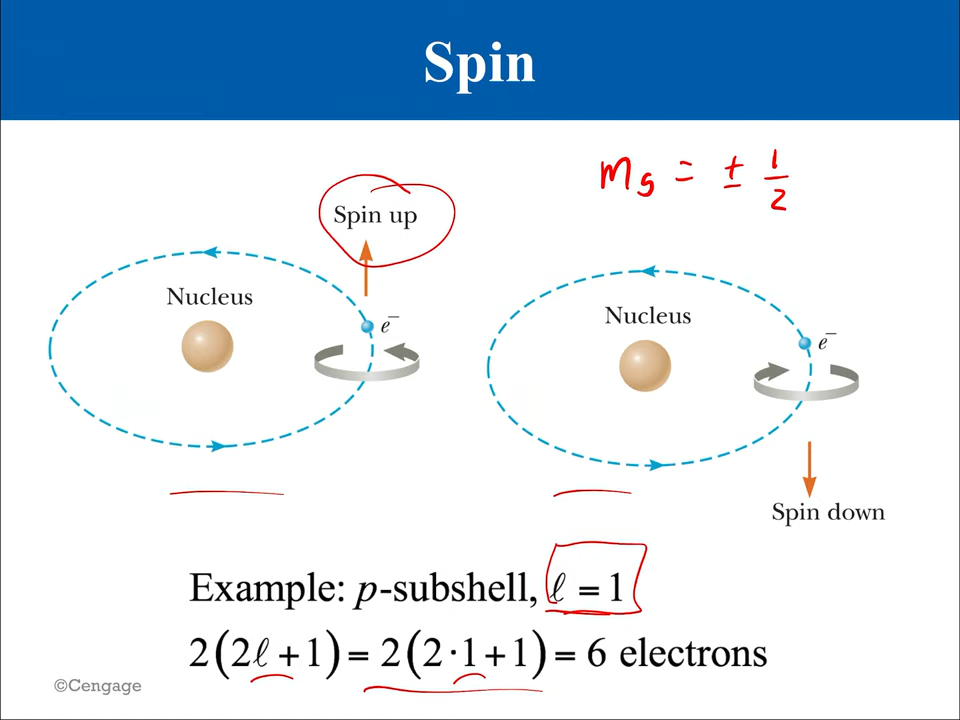 Spin
m_s = ± 1/2
Spin up
Nucleus
e⁻
Nucleus
e⁻
Spin down
Example: p-subshell, ℓ = 1
2(2ℓ + 1) = 2(2·1 + 1) = 6 electrons
©Cengage